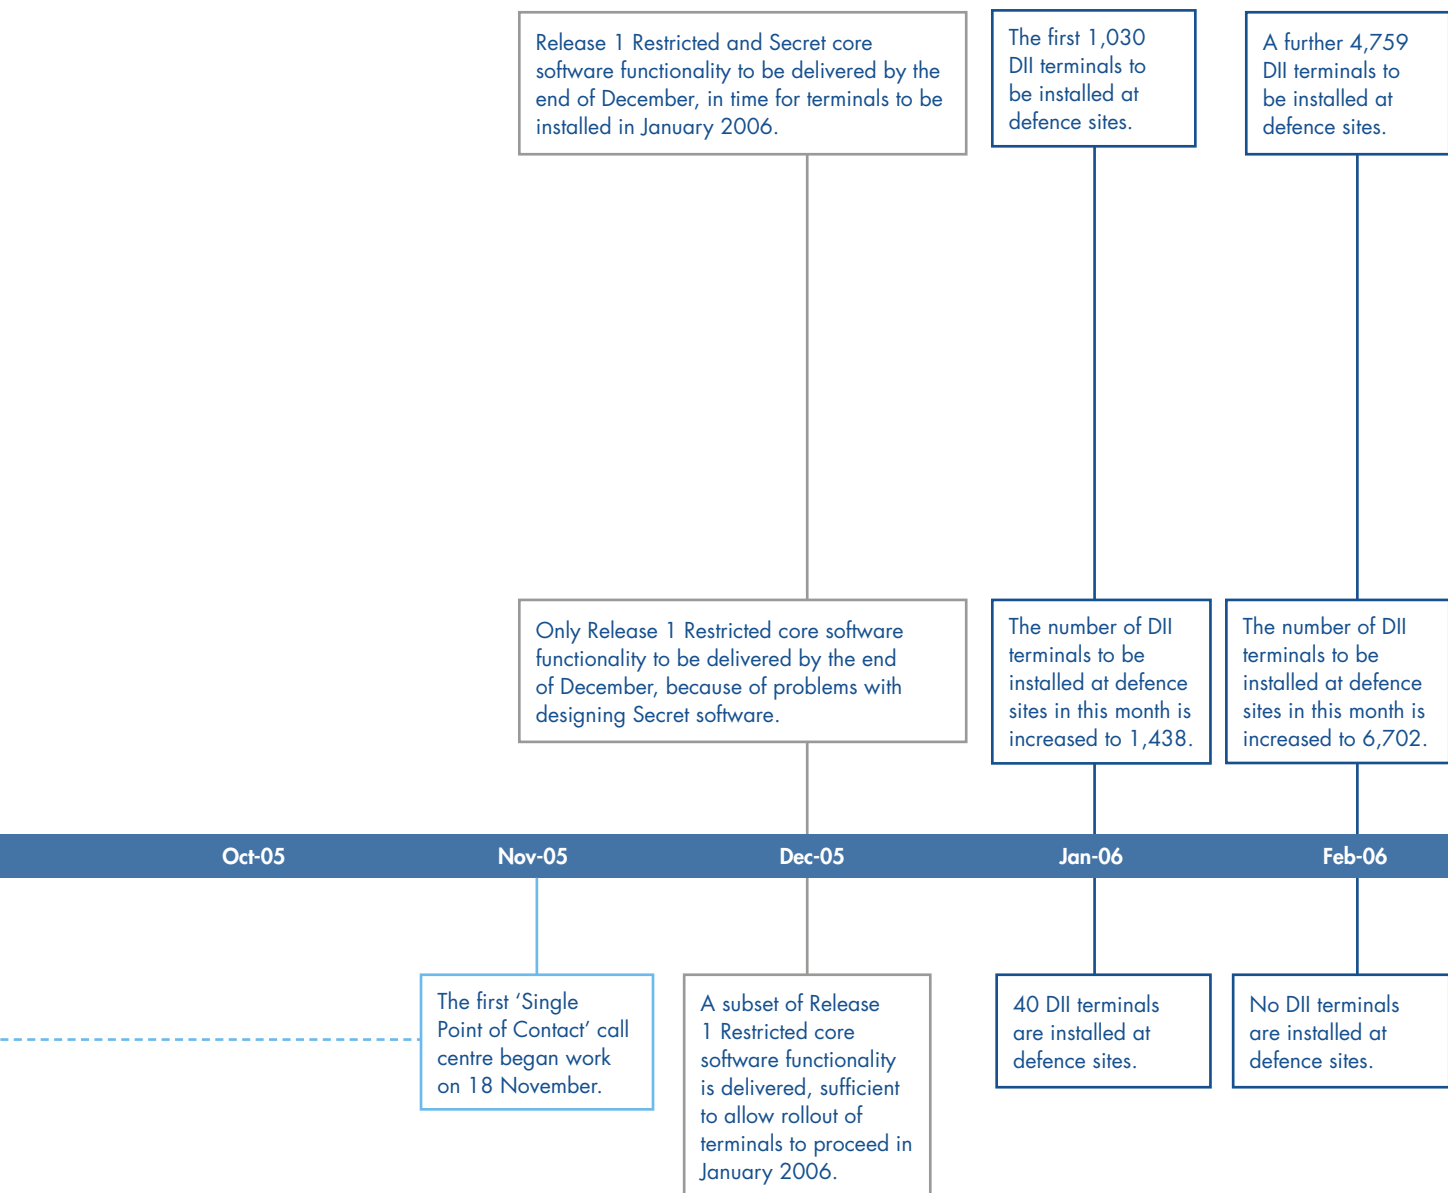 Release 1 Restricted and Secret core
software functionality to be delivered by the
end of December, in time for terminals to be
installed in January 2006.
The first 1,030
DII terminals to
be installed at
defence sites.
A further 4,759
DII terminals to
be installed at
defence sites.
Only Release 1 Restricted core software
functionality to be delivered by the end
of December, because of problems with
designing Secret software.
The number of DII
terminals to be
installed at defence
sites in this month is
increased to 1,438.
The number of DII
terminals to be
installed at defence
sites in this month is
increased to 6,702.
Oct-05
Nov-05
Dec-05
Jan-06
Feb-06
The first ‘Single
Point of Contact’ call
centre began work
on 18 November.
A subset of Release
1 Restricted core
software functionality
is delivered, sufficient
to allow rollout of
terminals to proceed in
January 2006.
40 DII terminals
are installed at
defence sites.
No DII terminals
are installed at
defence sites.